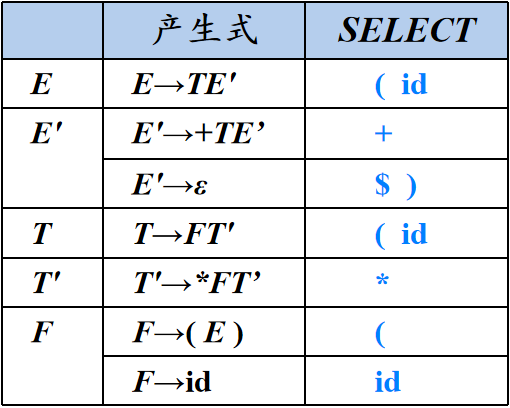 产生式 SELECT
E E→TE' ( id
E' E'→+TE’ +
E'→ε $ )
T T→FT' ( id
T' T'→*FT’ *
F F→( E ) (
F→id id